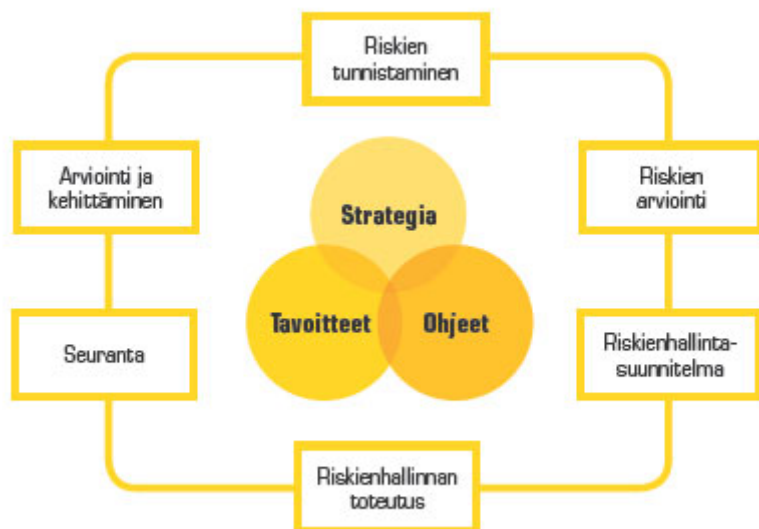 Riskien
tunnistaminen
Arviointi ja
kehittäminen
Riskien
arviointi
Strategia
Tavoitteet
Ohjeet
Seuranta
Riskienhallinta-
suunnitelma
Riskienhallinnan
toteutus